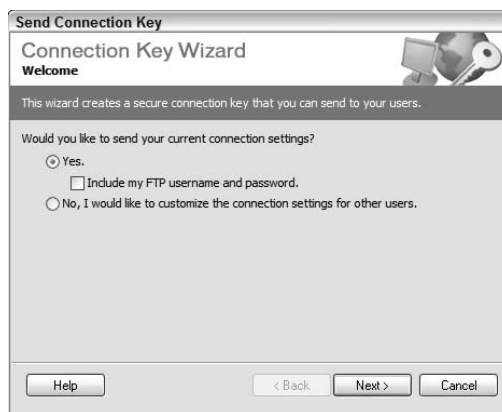 Send Connection Key
Connection Key Wizard
Welcome
This wizard creates a secure connection key that you can send to your users.
Would you like to send your current connection settings?
Yes.
Include my FTP username and password.
No, I would like to customize the connection settings for other users.
Help
< Back
Next >
Cancel